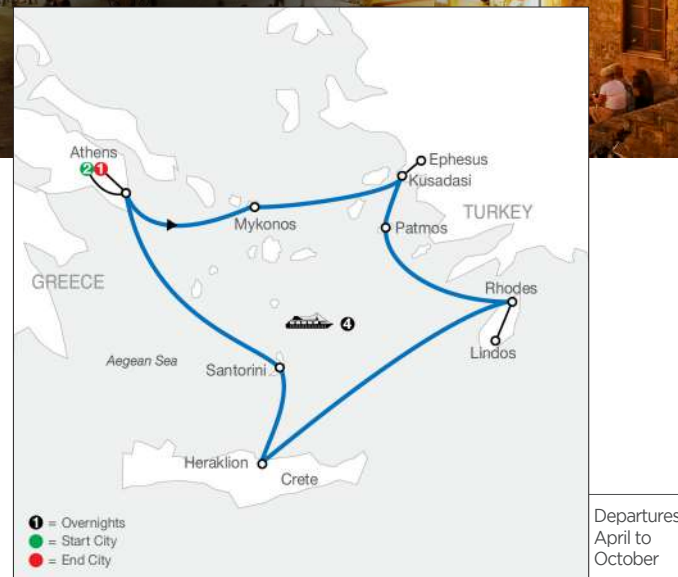 Athens
2 1
Ephesus
Kusadasi
Mykonos
TURKEY
Patmos
GREECE
Rhodes
4
Lindos
Aegean Sea
Santorini
Heraklion
Crete
1 = Overnights
= Start City
= End City
Departures
April to
October